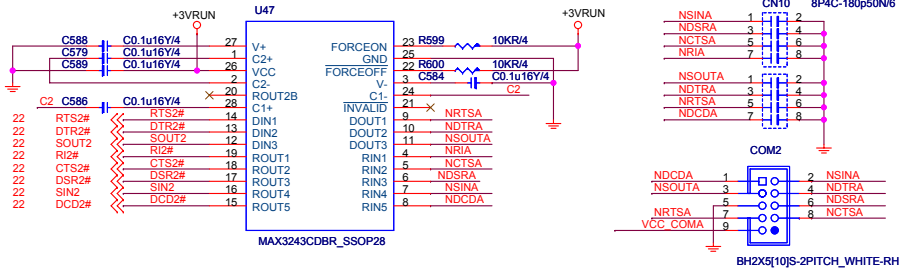 U47
+3VRUN
+3VRUN
C588 C0.1u16Y/4 27 V+ FORCEON 23 R599 10KR/4
C579 C0.1u16Y/4 1 C2+ GND 25
C589 C0.1u16Y/4 26 VCC FORCEOFF 22 R600 10KR/4
2 C2- V- 3 C584 C0.1u16Y/4
20 ROUT2B C1- 24 C2
C2 C586 C0.1u16Y/4 28 C1+ INVALID 21
22 RTS2# RTS2# 14 DIN1 DOUT1 9 NRTSA
22 DTR2# DTR2# 13 DIN2 DOUT2 10 NDTRA
22 SOUT2 SOUT2 12 DIN3 DOUT3 11 NSOUTA
22 RI2# RI2# 19 ROUT1 RIN1 4 NRIA
22 CTS2# CTS2# 18 ROUT2 RIN2 5 NCTSA
22 DSR2# DSR2# 17 ROUT3 RIN3 6 NDSRA
22 SIN2 SIN2 16 ROUT4 RIN4 7 NSINA
22 DCD2# DCD2# 15 ROUT5 RIN5 8 NDCDA
MAX3243CDBR_SSOP28
CN10 8P4C-180p50N/6
NSINA 1 2
NDSRA 3 4
NCTSA 5 6
NRIA 7 8
NSOUTA 1 2
NDTRA 3 4
NRTSA 5 6
NDCDA 7 8
COM2
NDCDA 1 2 NSINA
NSOUTA 3 4 NDTRA
5 6 NDSRA
NRTSA 7 8 NCTSA
VCC_COMA 9
BH2X5[10]S-2PITCH_WHITE-RH